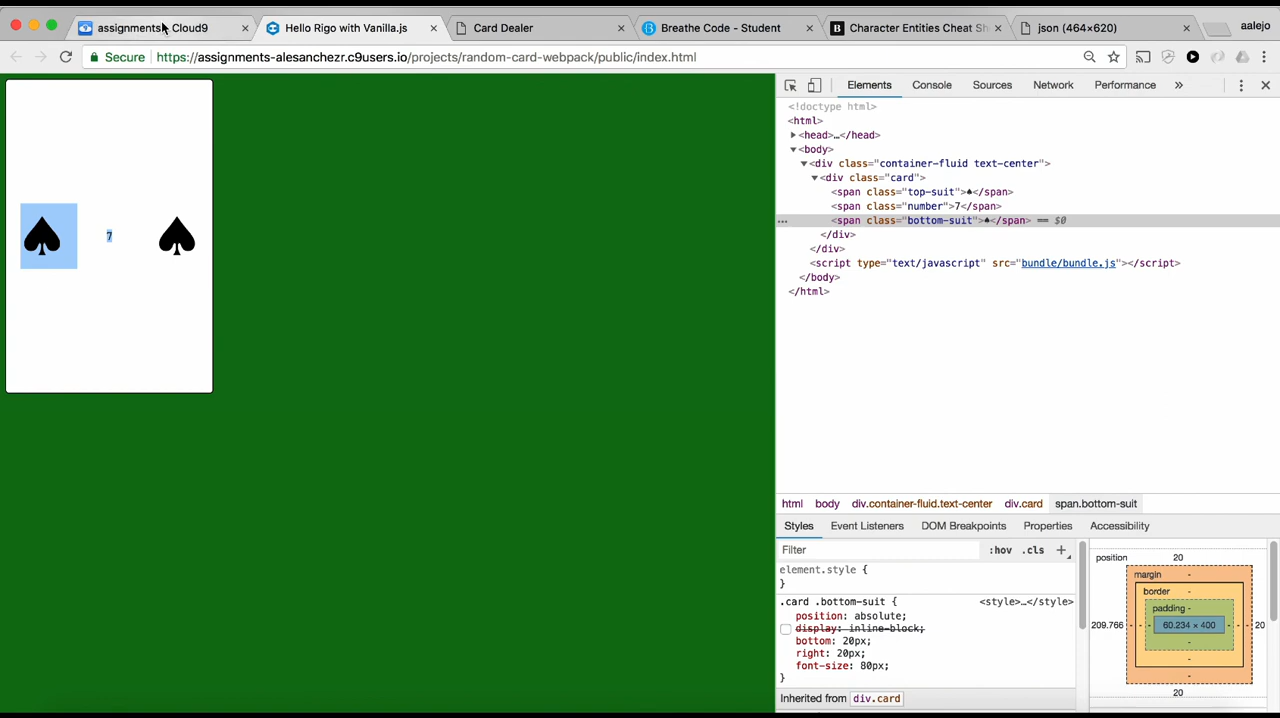 assignments - Cloud9
Hello Rigo with Vanilla.js
Card Dealer
Breathe Code - Student
Character Entities Cheat Sh
json (464×620)
aalejo
Secure
https://assignments-alesanchezr.c9users.io/projects/random-card-webpack/public/index.html
Elements Console Sources Network Performance »
<!doctype html>
<html>
<head>…</head>
<body>
<div class="container-fluid text-center">
<div class="card">
<span class="top-suit">♠</span>
<span class="number">7</span>
… <span class="bottom-suit">♠</span> == $0
</div>
</div>
<script type="text/javascript" src="bundle/bundle.js"></script>
</body>
</html>
♠ 7 ♠
html body div.container-fluid.text-center div.card span.bottom-suit
Styles Event Listeners DOM Breakpoints Properties Accessibility
Filter :hov .cls +
element.style {
}
.card .bottom-suit { <style>…</style>
position: absolute;
display: inline-block;
bottom: 20px;
right: 20px;
font-size: 80px;
}
Inherited from div.card
position 20
margin -
border -
padding -
209.766 - - - 60.234 × 400 - - - 20
-
-
-
20